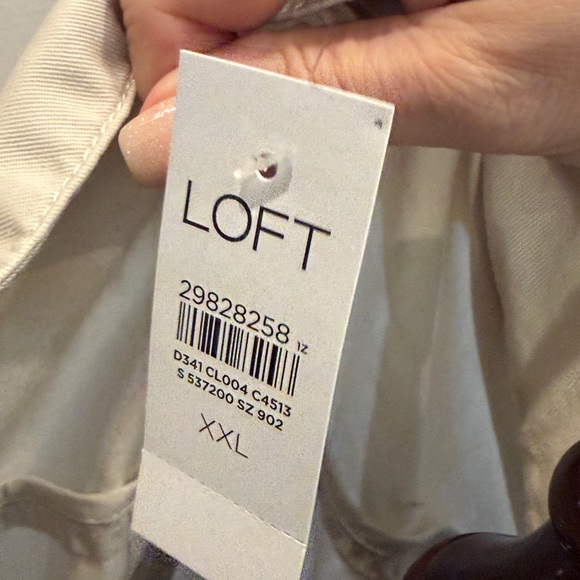 LOFT
29828258 1Z
D341 CL004 C4513
S 537200 SZ 902
XXL